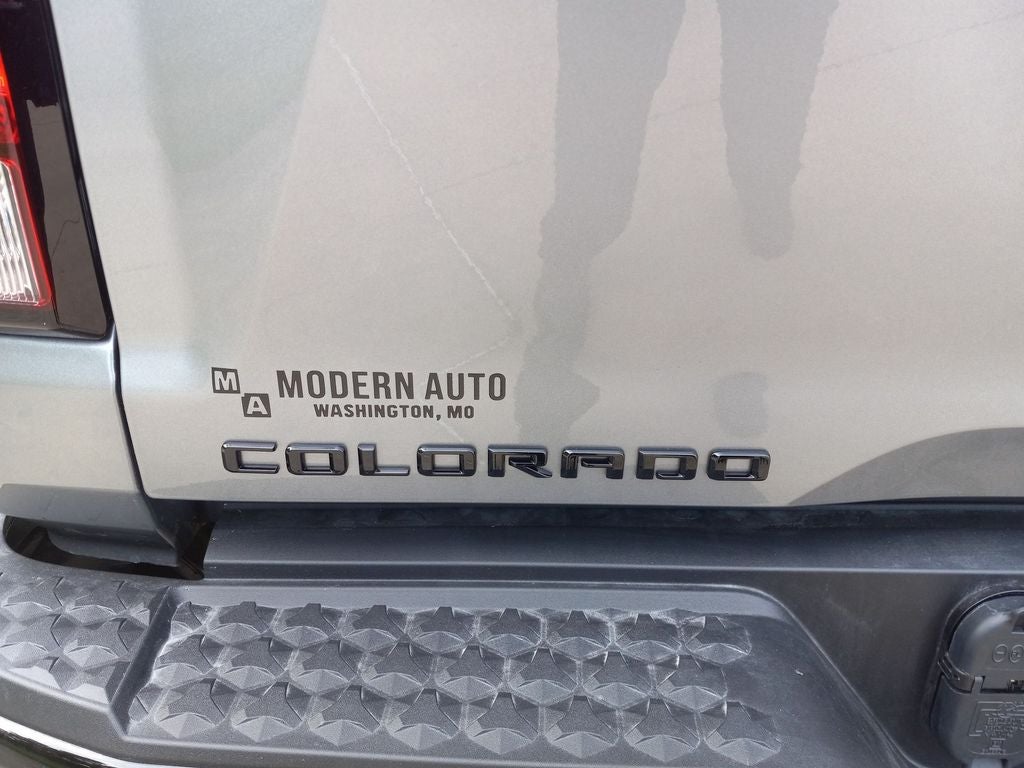 M
A
MODERN AUTO
WASHINGTON, MO
COLORADO